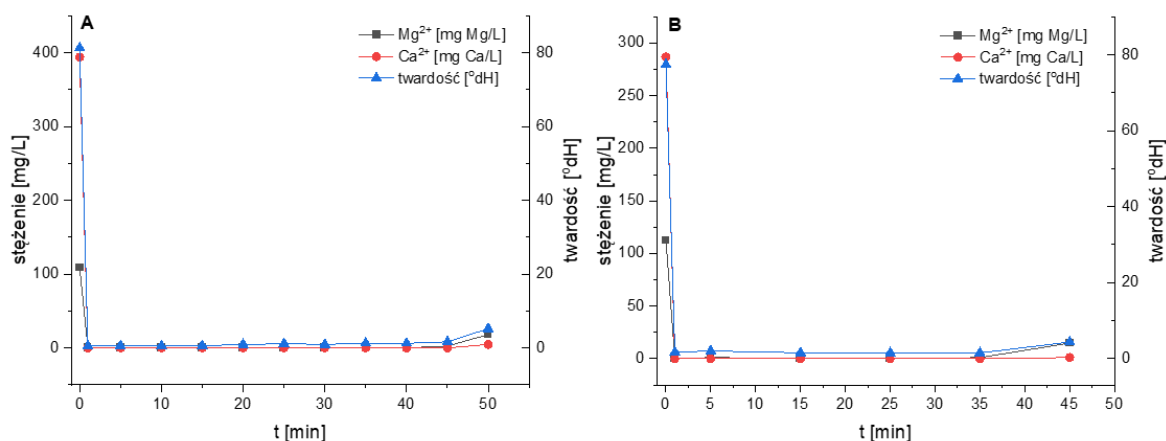 A
Mg²⁺ [mg Mg/L]
Ca²⁺ [mg Ca/L]
twardość [°dH]
stężenie [mg/L]
400
300
200
100
0
twardość [°dH]
80
60
40
20
0
0 10 20 30 40 50
t [min]
B
Mg²⁺ [mg Mg/L]
Ca²⁺ [mg Ca/L]
twardość [°dH]
stężenie [mg/L]
300
250
200
150
100
50
0
twardość [°dH]
80
60
40
20
0
0 5 10 15 20 25 30 35 40 45 50
t [min]